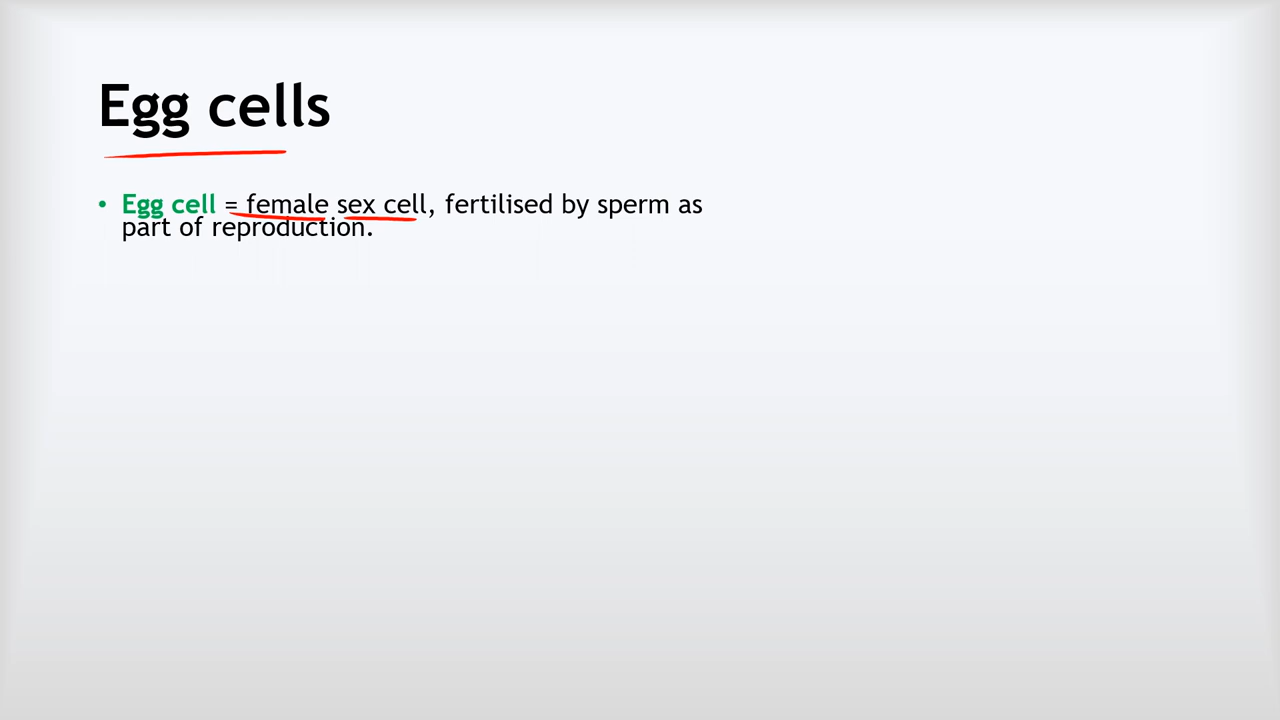 Egg cells
• Egg cell = female sex cell, fertilised by sperm as
part of reproduction.